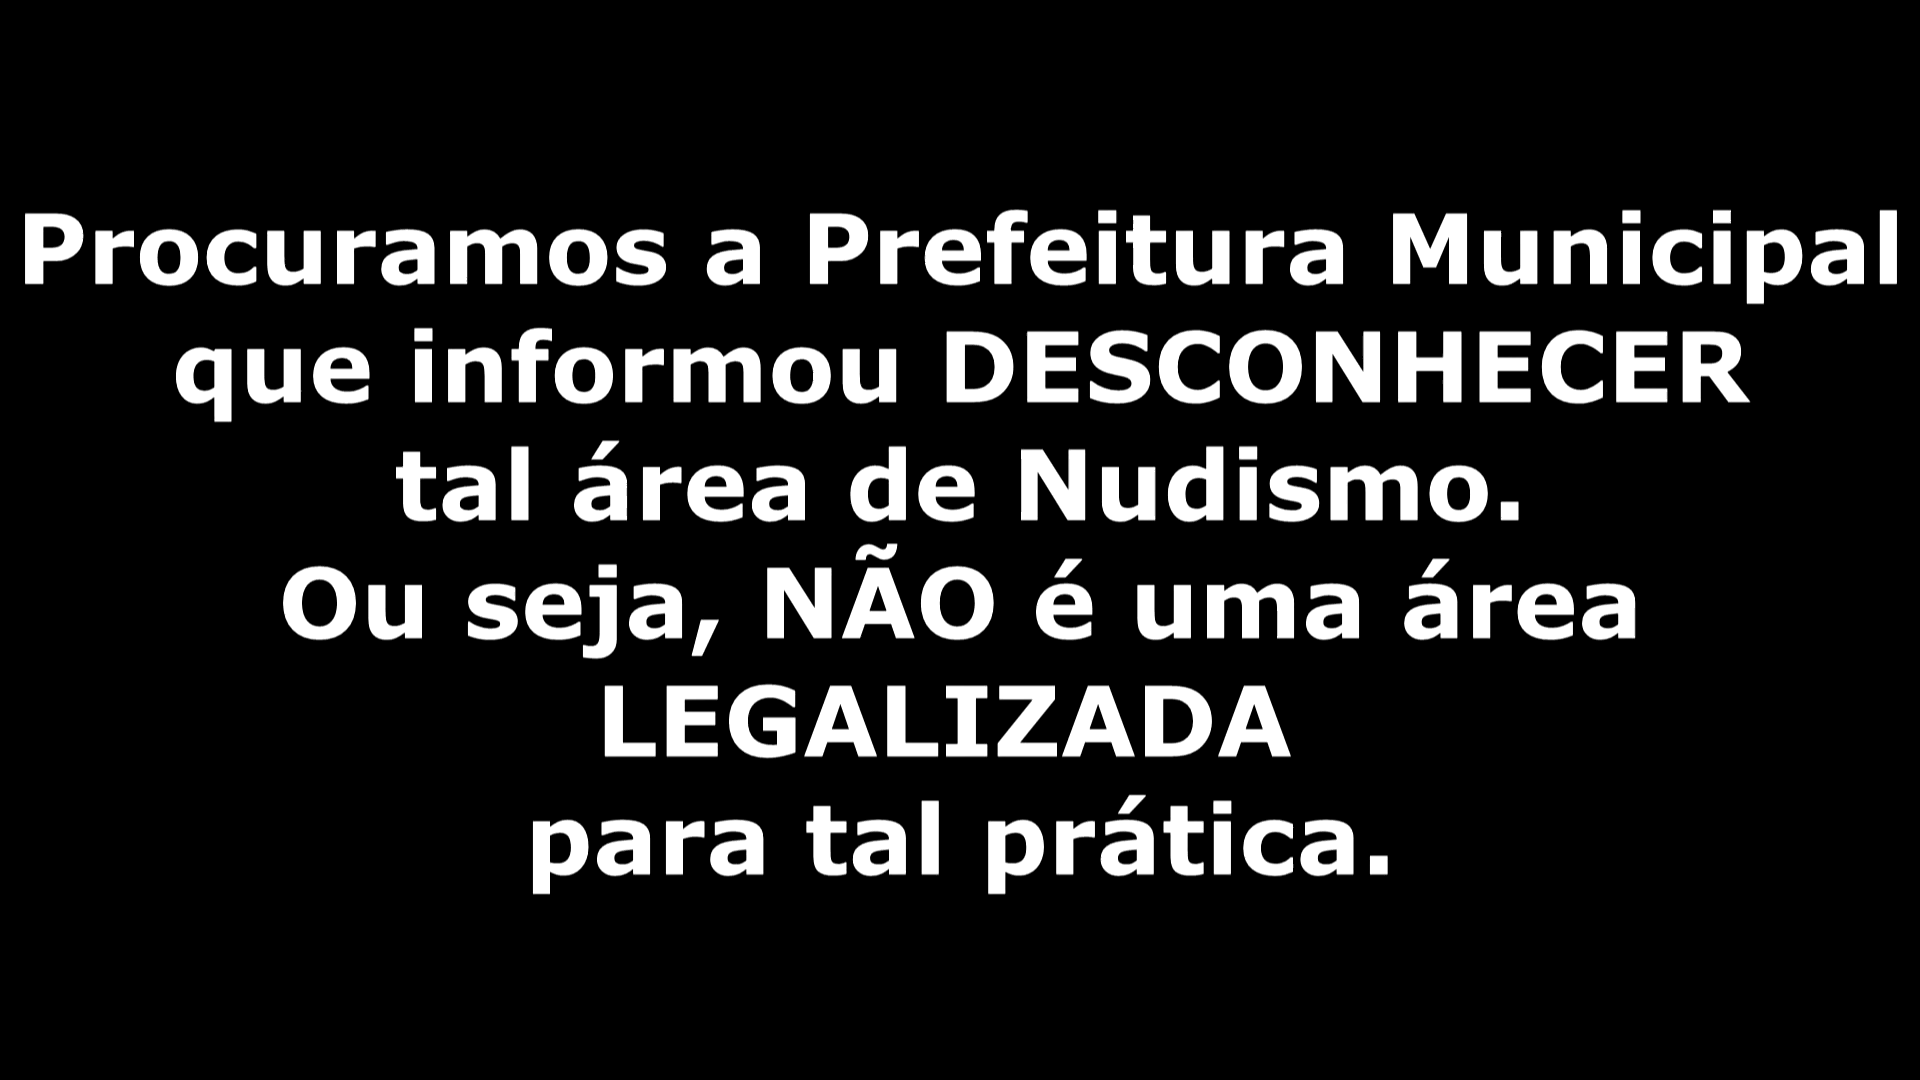 Procuramos a Prefeitura Municipal
que informou DESCONHECER
tal área de Nudismo.
Ou seja, NÃO é uma área
LEGALIZADA
para tal prática.